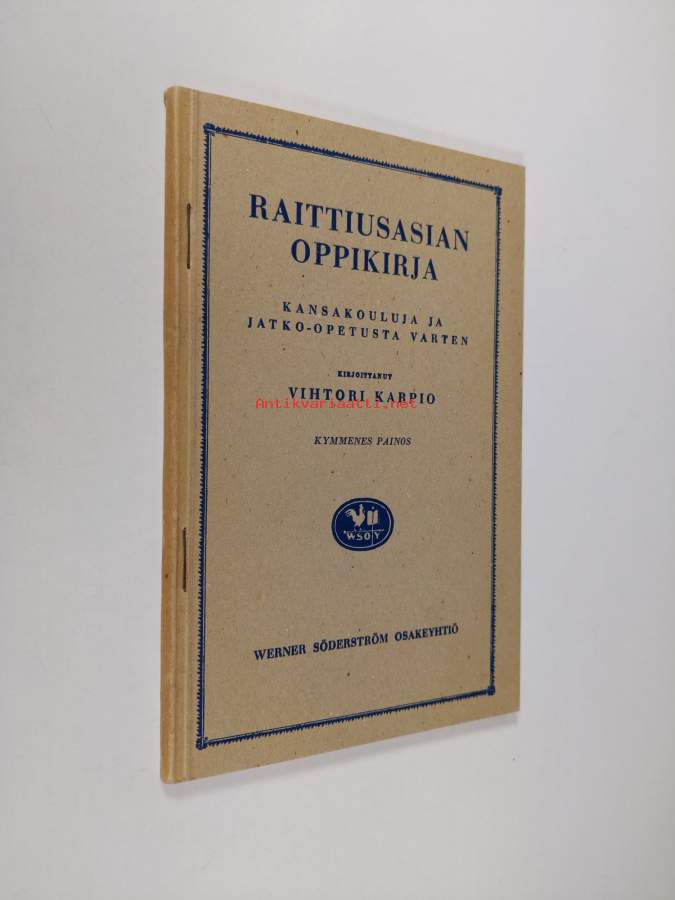 RAITTIUSASIAN
OPPIKIRJA
KANSAKOULUJA JA
JATKO-OPETUSTA VARTEN
KIRJOITTANUT
VIHTORI KARPIO
Antikvariaatti.net
KYMMENES PAINOS
WSOY
WERNER SÖDERSTRÖM OSAKEYHTIÖ